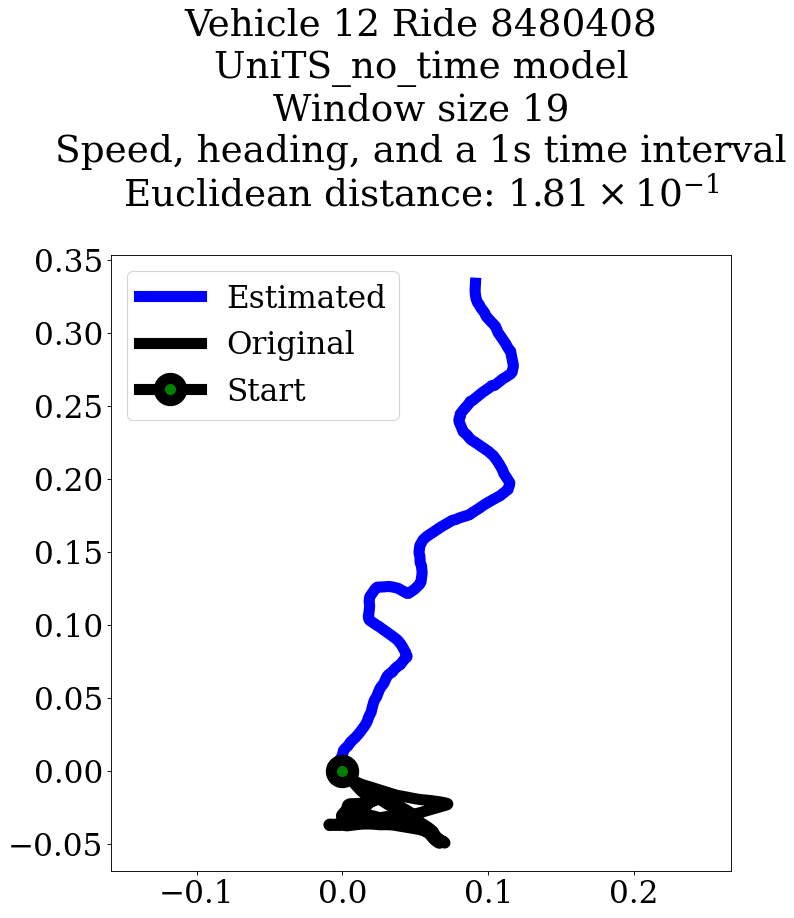 Vehicle 12 Ride 8480408
UniTS_no_time model
Window size 19
Speed, heading, and a 1s time interval
Euclidean distance: 1.81 × 10⁻¹
Estimated
Original
Start
0.35
0.30
0.25
0.20
0.15
0.10
0.05
0.00
−0.05
−0.1
0.0
0.1
0.2